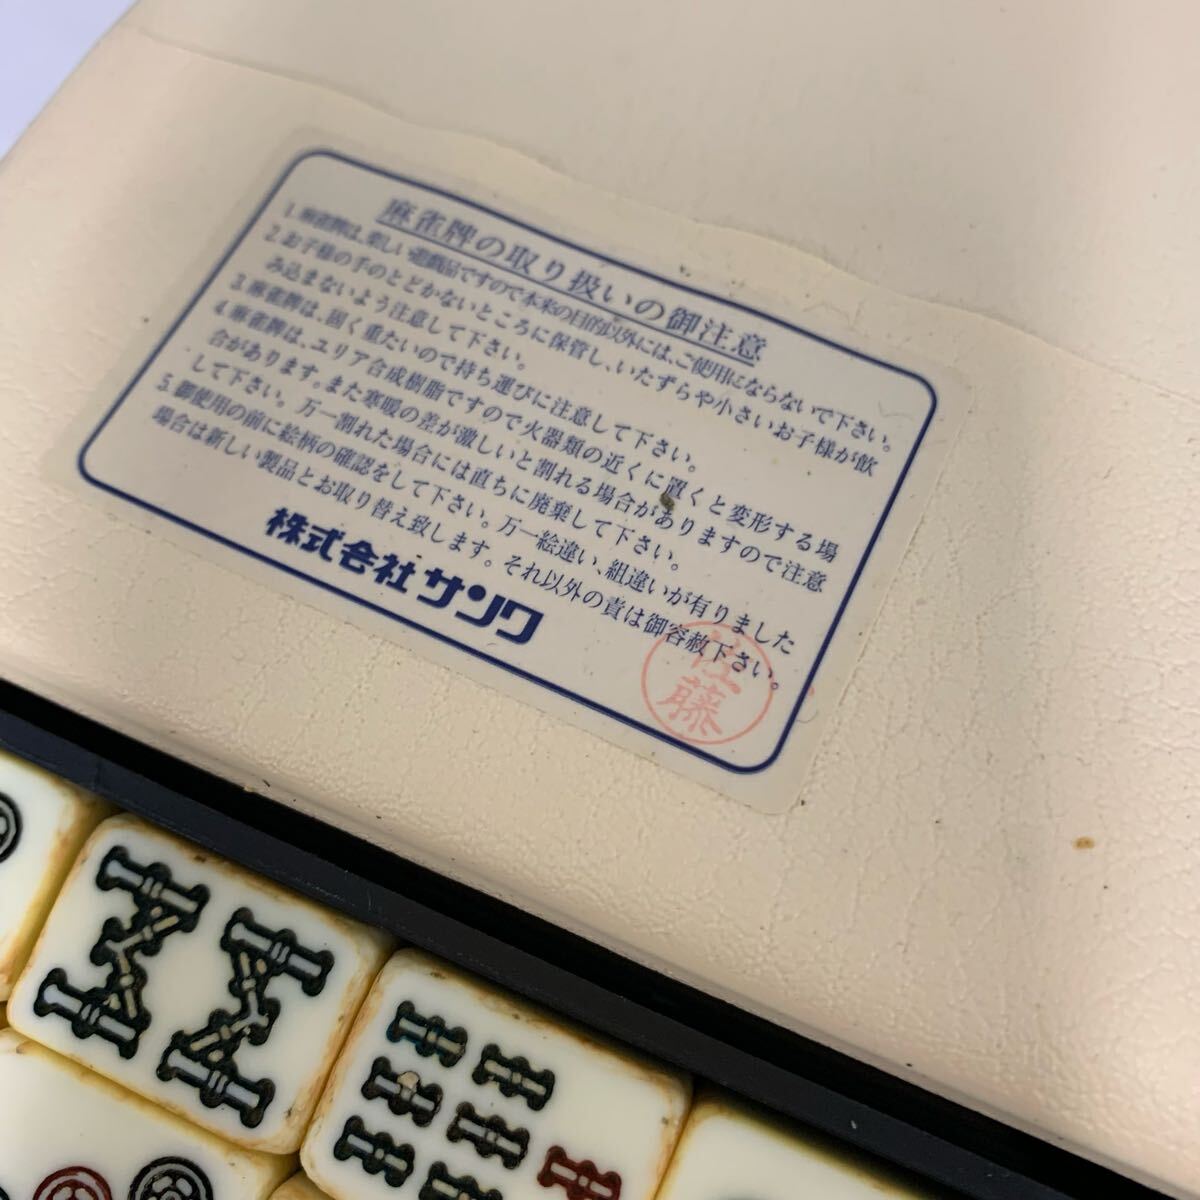 麻雀牌の取り扱いの御注意
1. 麻雀牌は、楽しい遊戯品ですので本来の目的以外には、ご使用にならないで下さい。
2. お子様の手のとどかないところに保管し、いたずらや小さいお子様が飲
み込まないよう注意して下さい。
3. 麻雀牌は、固く重たいので持ち運びに注意して下さい。
4. 麻雀牌は、ユリア合成樹脂ですので火器類の近くに置くと変形する場
合があります。また寒暖の差が激しいと割れる場合がありますので注意
して下さい。 万一割れた場合には直ちに廃棄して下さい。
5. 御使用の前に絵柄の確認をして下さい。万一絵違い、組違いが有りました
場合は新しい製品とお取り替え致します。それ以外の責は御容赦下さい。
株式会社サンワ
佐藤